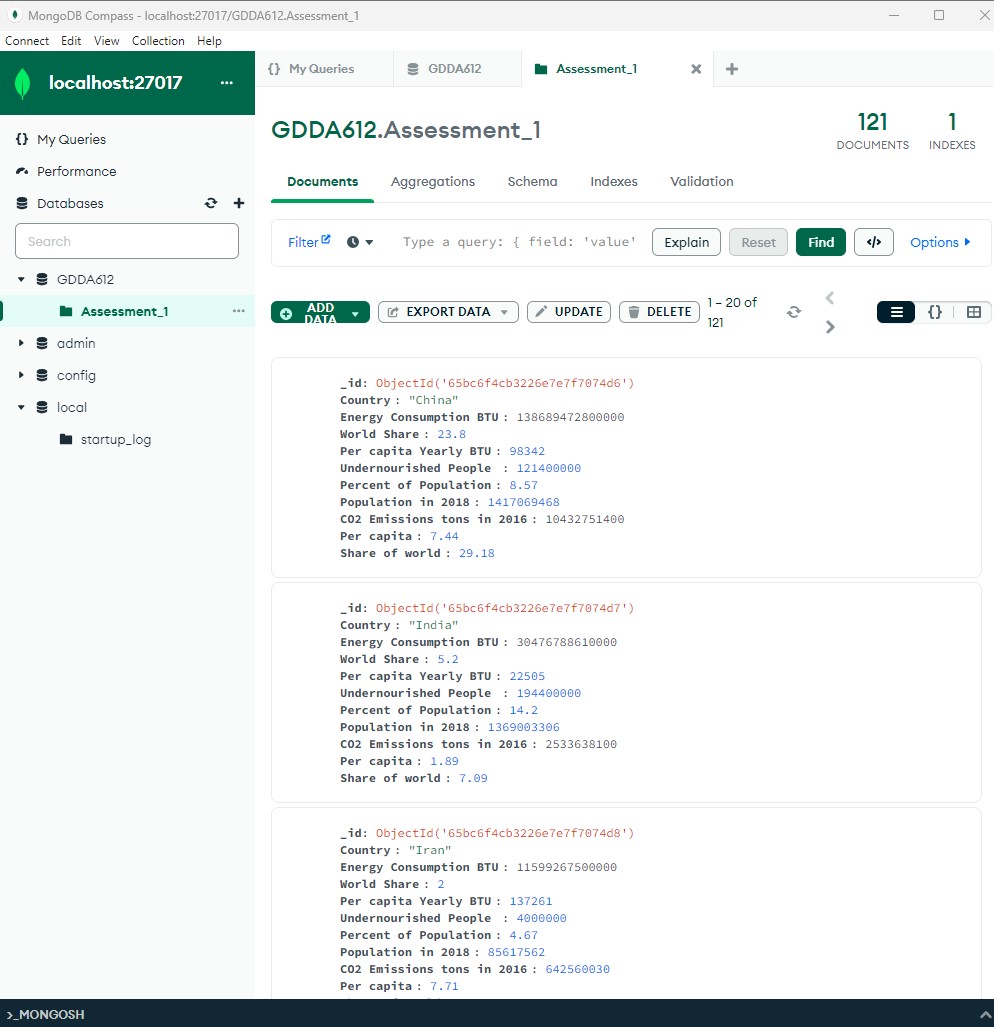 MongoDB Compass - localhost:27017/GDDA612.Assessment_1
Connect Edit View Collection Help
localhost:27017 ...
{} My Queries
Performance
Databases
Search
GDDA612
Assessment_1 ...
admin
config
local
startup_log
{} My Queries GDDA612 Assessment_1
GDDA612.Assessment_1
121 DOCUMENTS
1 INDEXES
Documents Aggregations Schema Indexes Validation
Filter Type a query: { field: 'value' Explain Reset Find </> Options
ADD DATA EXPORT DATA UPDATE DELETE 1 – 20 of 121 {}
_id: ObjectId('65bc6f4cb3226e7e7f7074d6')
Country : "China"
Energy Consumption BTU : 138689472800000
World Share : 23.8
Per capita Yearly BTU : 98342
Undernourished People : 121400000
Percent of Population : 8.57
Population in 2018 : 1417069468
CO2 Emissions tons in 2016 : 10432751400
Per capita : 7.44
Share of world : 29.18
_id: ObjectId('65bc6f4cb3226e7e7f7074d7')
Country : "India"
Energy Consumption BTU : 30476788610000
World Share : 5.2
Per capita Yearly BTU : 22505
Undernourished People : 194400000
Percent of Population : 14.2
Population in 2018 : 1369003306
CO2 Emissions tons in 2016 : 2533638100
Per capita : 1.89
Share of world : 7.09
_id: ObjectId('65bc6f4cb3226e7e7f7074d8')
Country : "Iran"
Energy Consumption BTU : 11599267500000
World Share : 2
Per capita Yearly BTU : 137261
Undernourished People : 4000000
Percent of Population : 4.67
Population in 2018 : 85617562
CO2 Emissions tons in 2016 : 642560030
Per capita : 7.71
>_MONGOSH